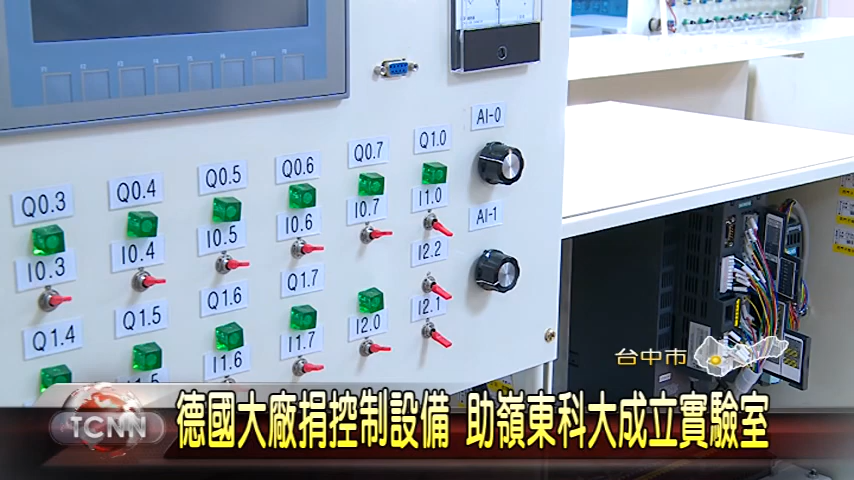 AI-0
Q0.3
Q0.4
Q0.5
Q0.6
Q0.7
Q1.0
I0.3
I0.4
I0.5
I0.6
I0.7
I1.0
AI-1
Q1.4
Q1.5
Q1.6
Q1.7
I2.2
I1.6
I1.7
I2.0
I2.1
台中市
TCNN
德國大廠捐控制設備 助嶺東科大成立實驗室